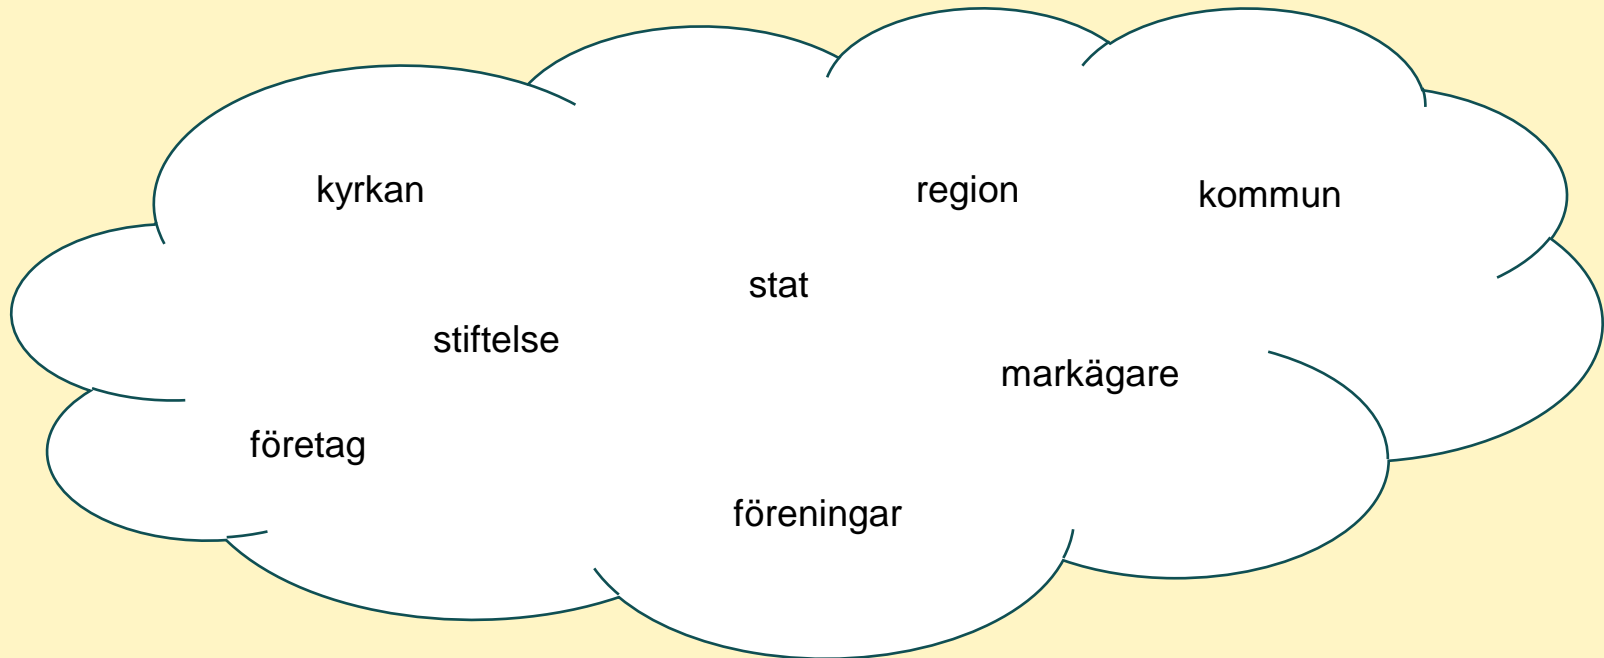 kyrkan
region
kommun
stat
stiftelse
markägare
företag
föreningar